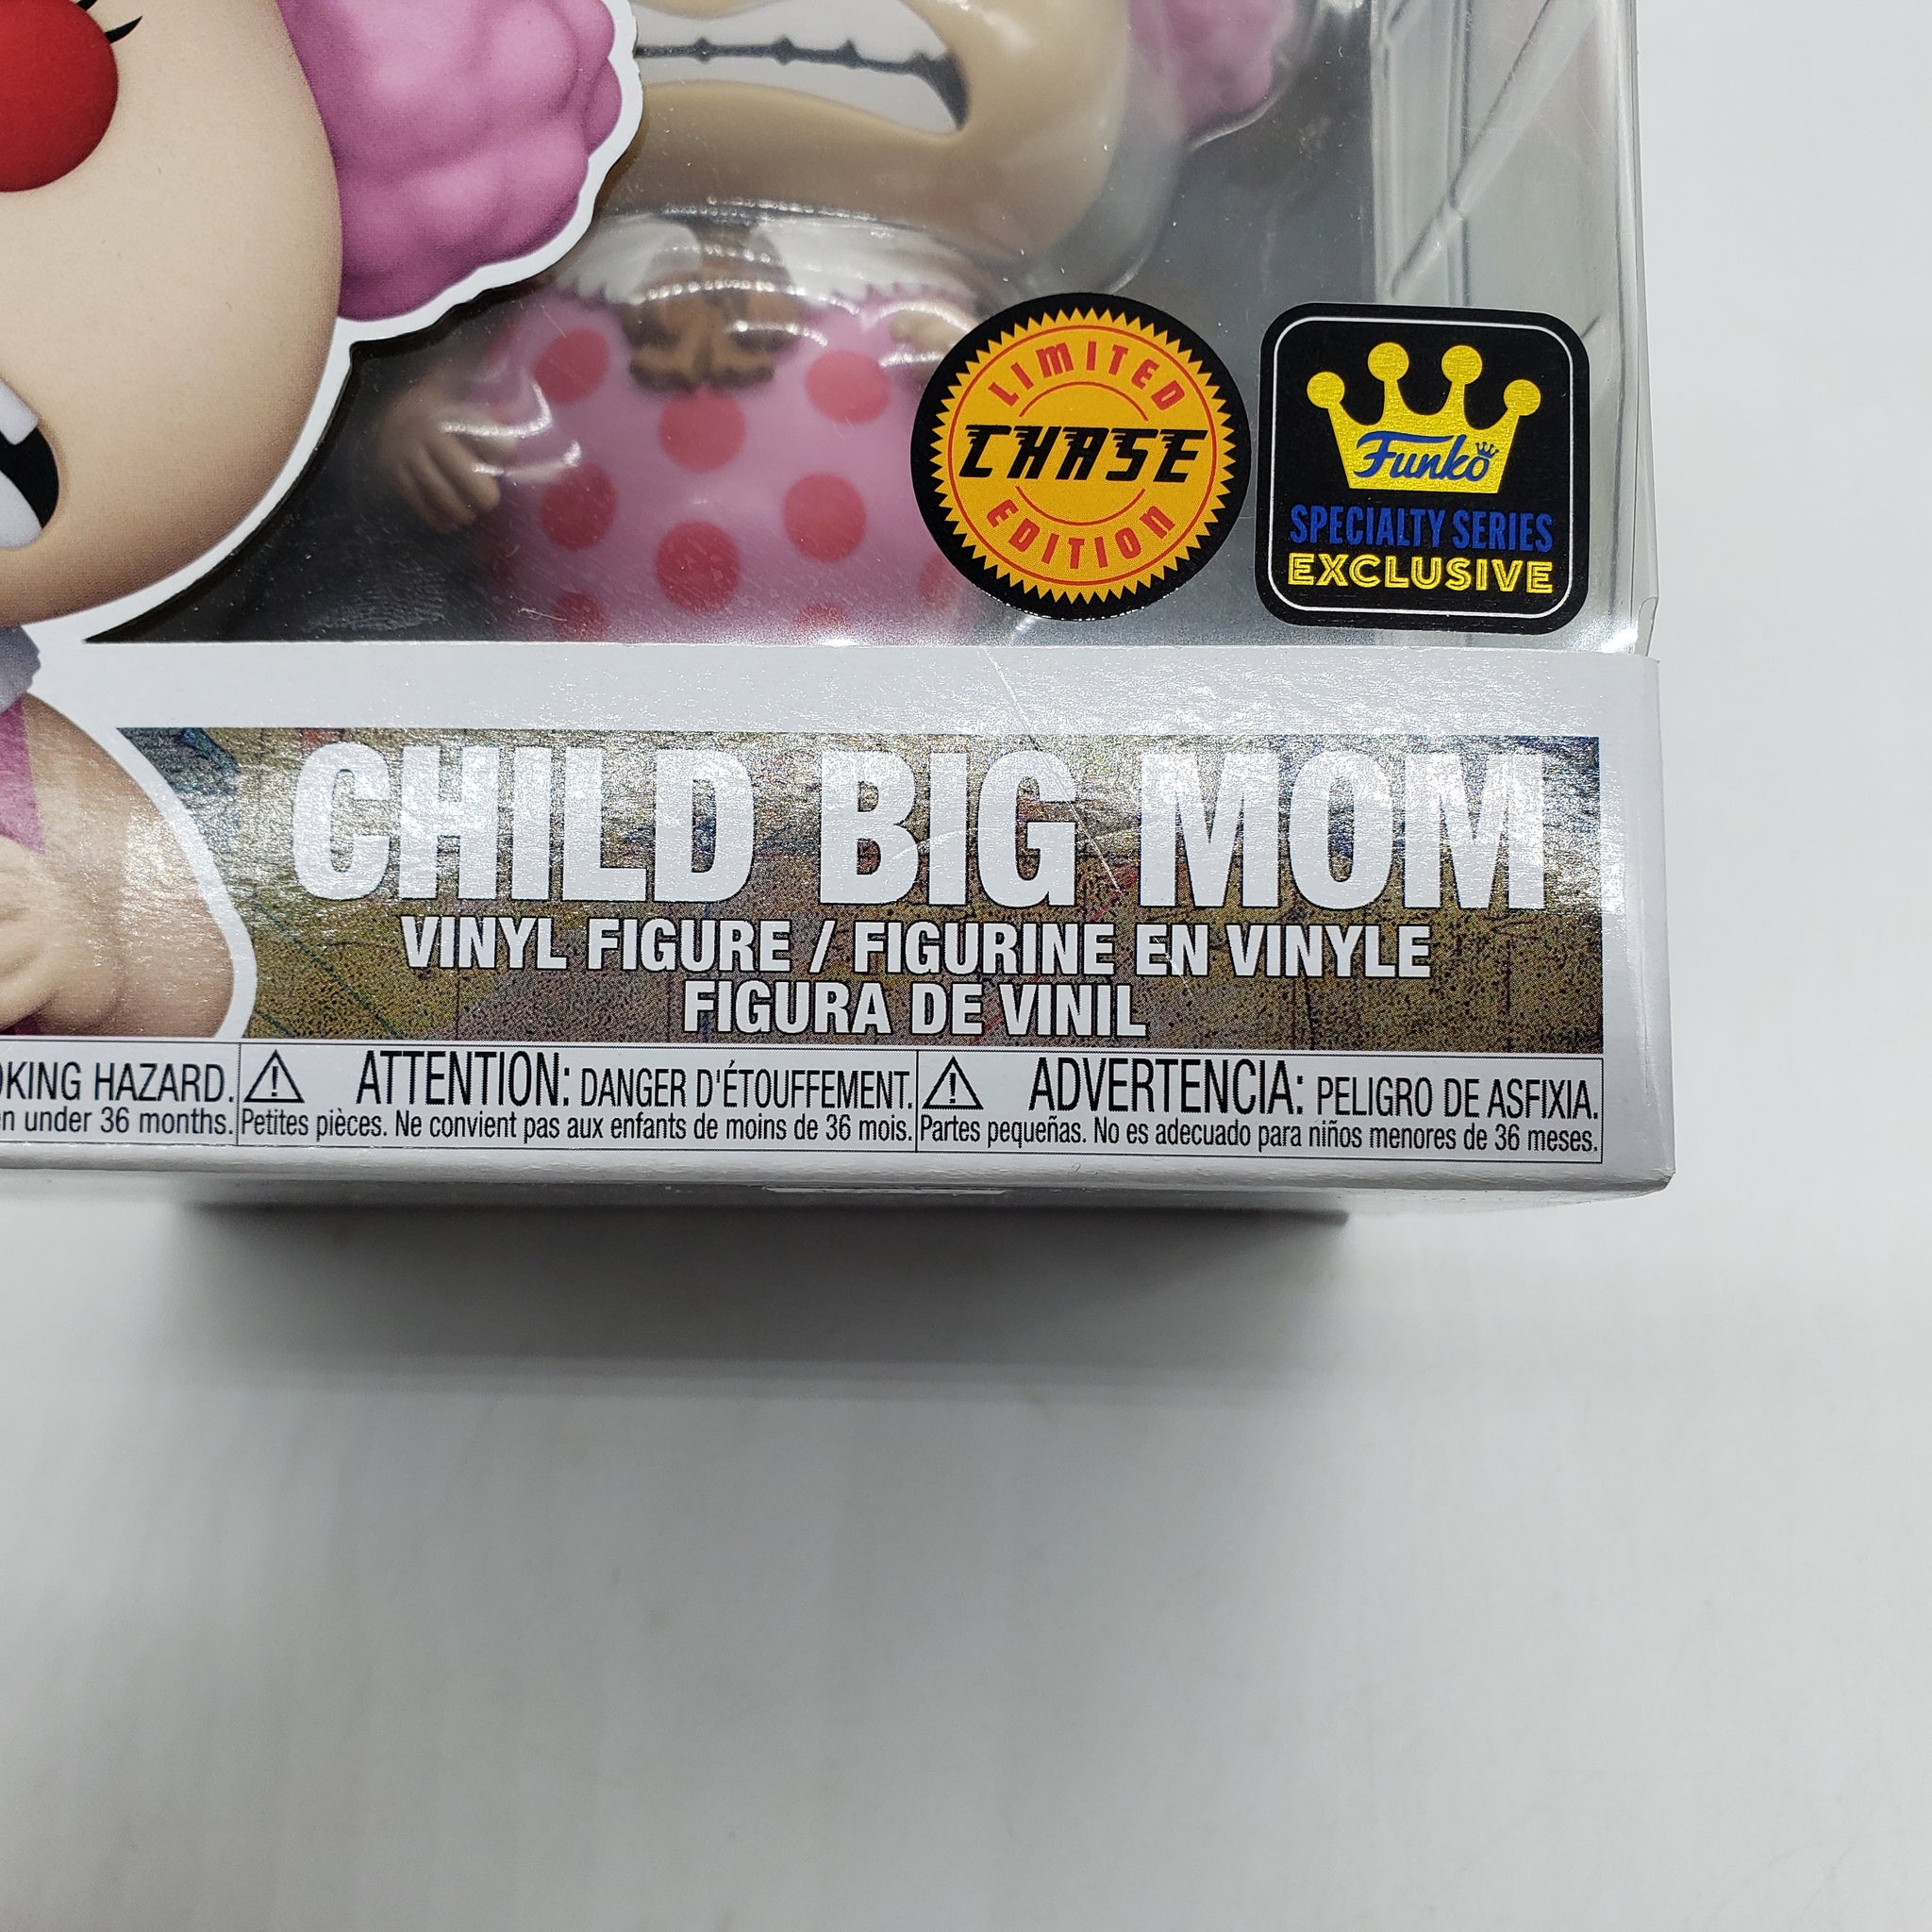 LIMITED
CHASE
EDITION
Funko
SPECIALTY SERIES
EXCLUSIVE
CHILD BIG MOM
VINYL FIGURE / FIGURINE EN VINYLE
FIGURA DE VINIL
HAZARD.
under 36 months.
ATTENTION: DANGER D'ÉTOUFFEMENT.
Petites pièces. Ne convient pas aux enfants de moins de 36 mois.
ADVERTENCIA: PELIGRO DE ASFIXIA.
Partes pequeñas. No es adecuado para niños menores de 36 meses.